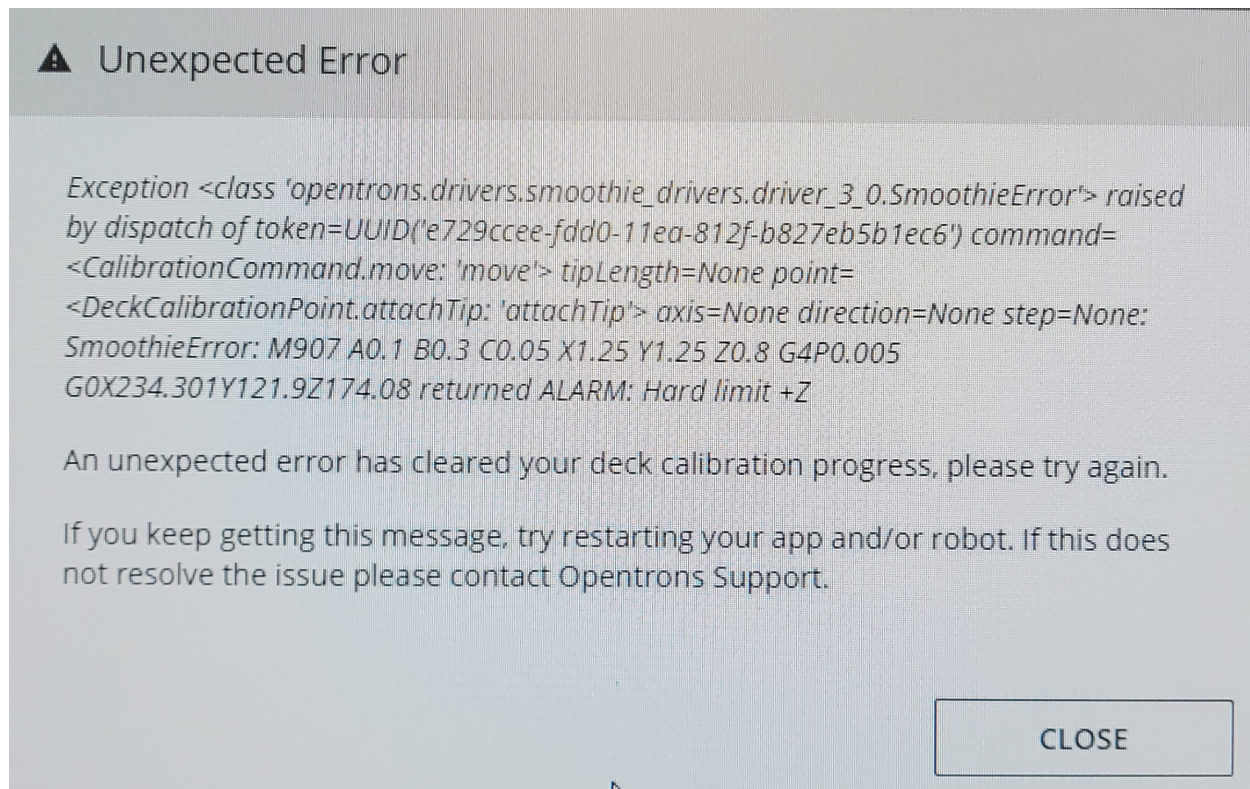 Unexpected Error
Exception <class 'opentrons.drivers.smoothie_drivers.driver_3_0.SmoothieError'> raised
by dispatch of token=UUID('e729ccee-fdd0-11ea-812f-b827eb5b1ec6') command=
<CalibrationCommand.move: 'move'> tipLength=None point=
<DeckCalibrationPoint.attachTip: 'attachTip'> axis=None direction=None step=None:
SmoothieError: M907 A0.1 B0.3 C0.05 X1.25 Y1.25 Z0.8 G4P0.005
G0X234.301Y121.9Z174.08 returned ALARM: Hard limit +Z
An unexpected error has cleared your deck calibration progress, please try again.
If you keep getting this message, try restarting your app and/or robot. If this does
not resolve the issue please contact Opentrons Support.
CLOSE